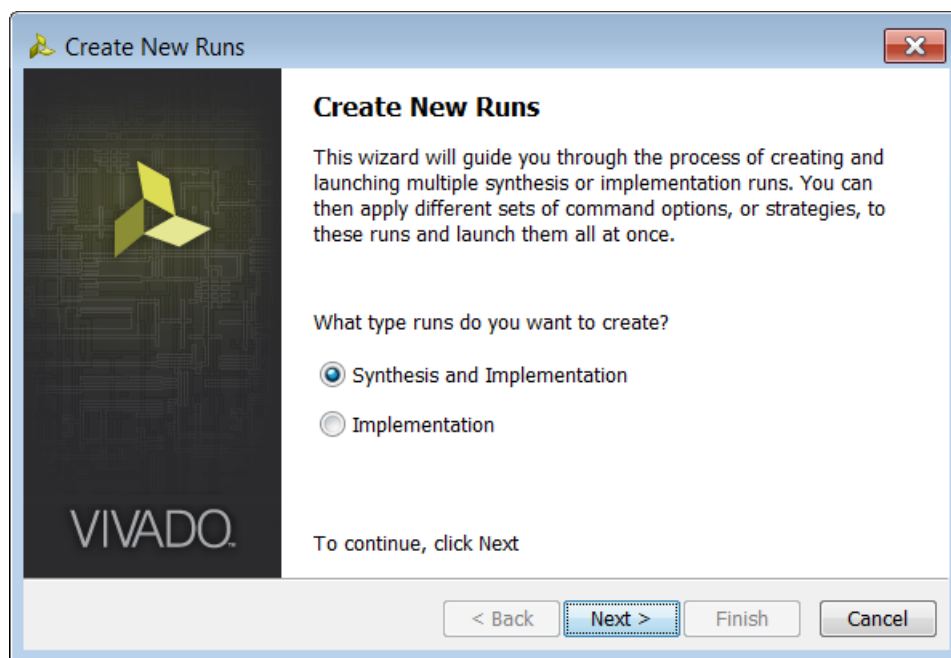 Create New Runs
Create New Runs
This wizard will guide you through the process of creating and
launching multiple synthesis or implementation runs. You can
then apply different sets of command options, or strategies, to
these runs and launch them all at once.
What type runs do you want to create?
Synthesis and Implementation
Implementation
VIVADO™
To continue, click Next
< Back Next > Finish Cancel